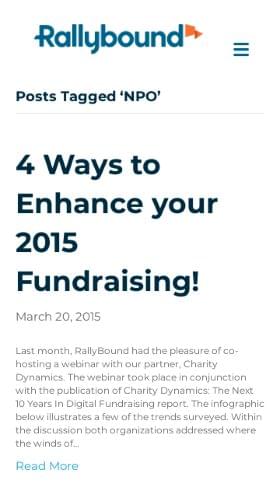 Rallybound
Posts Tagged ‘NPO’
4 Ways to
Enhance your
2015
Fundraising!
March 20, 2015
Last month, RallyBound had the pleasure of co-
hosting a webinar with our partner, Charity
Dynamics. The webinar took place in conjunction
with the publication of Charity Dynamics: The Next
10 Years In Digital Fundraising report. The infographic
below illustrates a few of the trends surveyed. Within
the discussion both organizations addressed where
the winds of...
Read More